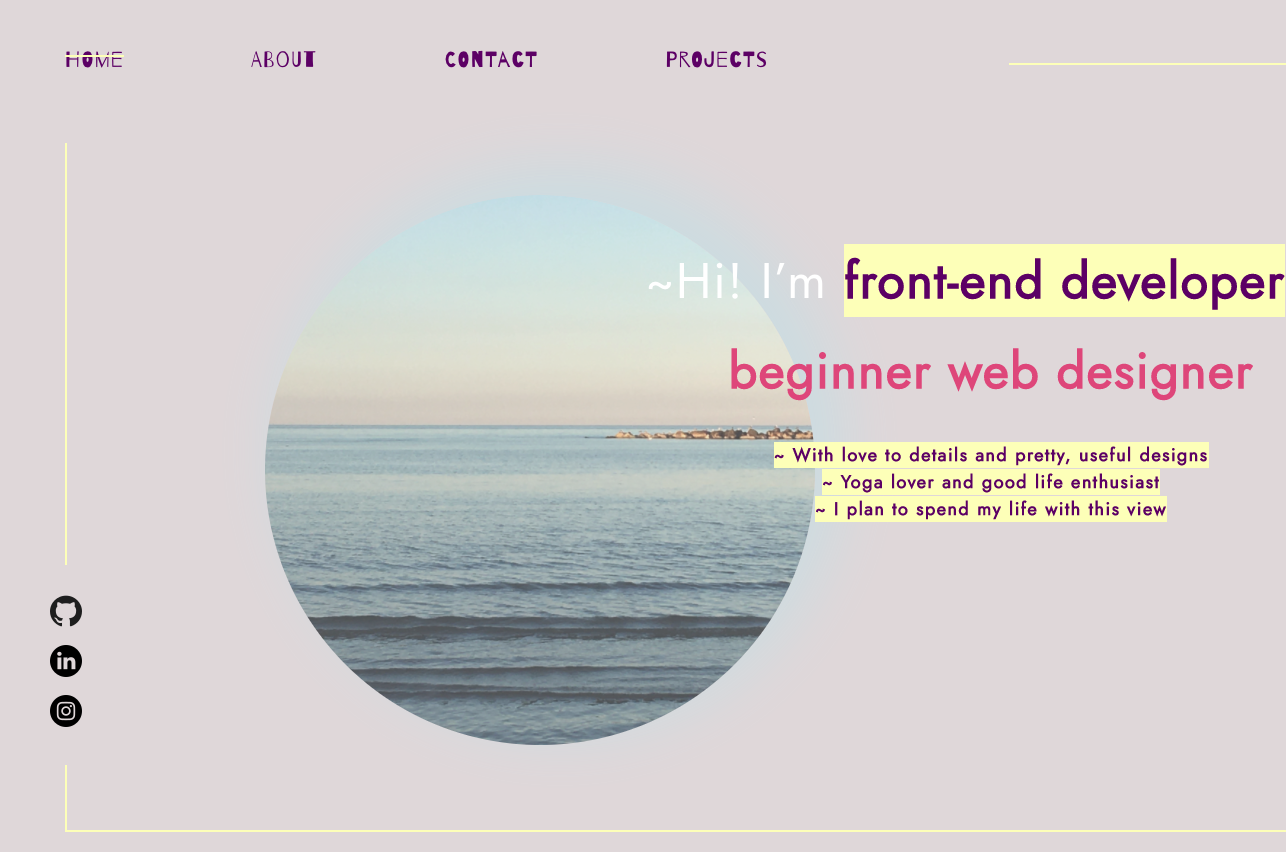 HOME ABOUT CONTACT PROJECTS
~Hi! I’m front-end developer
beginner web designer
~ With love to details and pretty, useful designs
~ Yoga lover and good life enthusiast
~ I plan to spend my life with this view
in